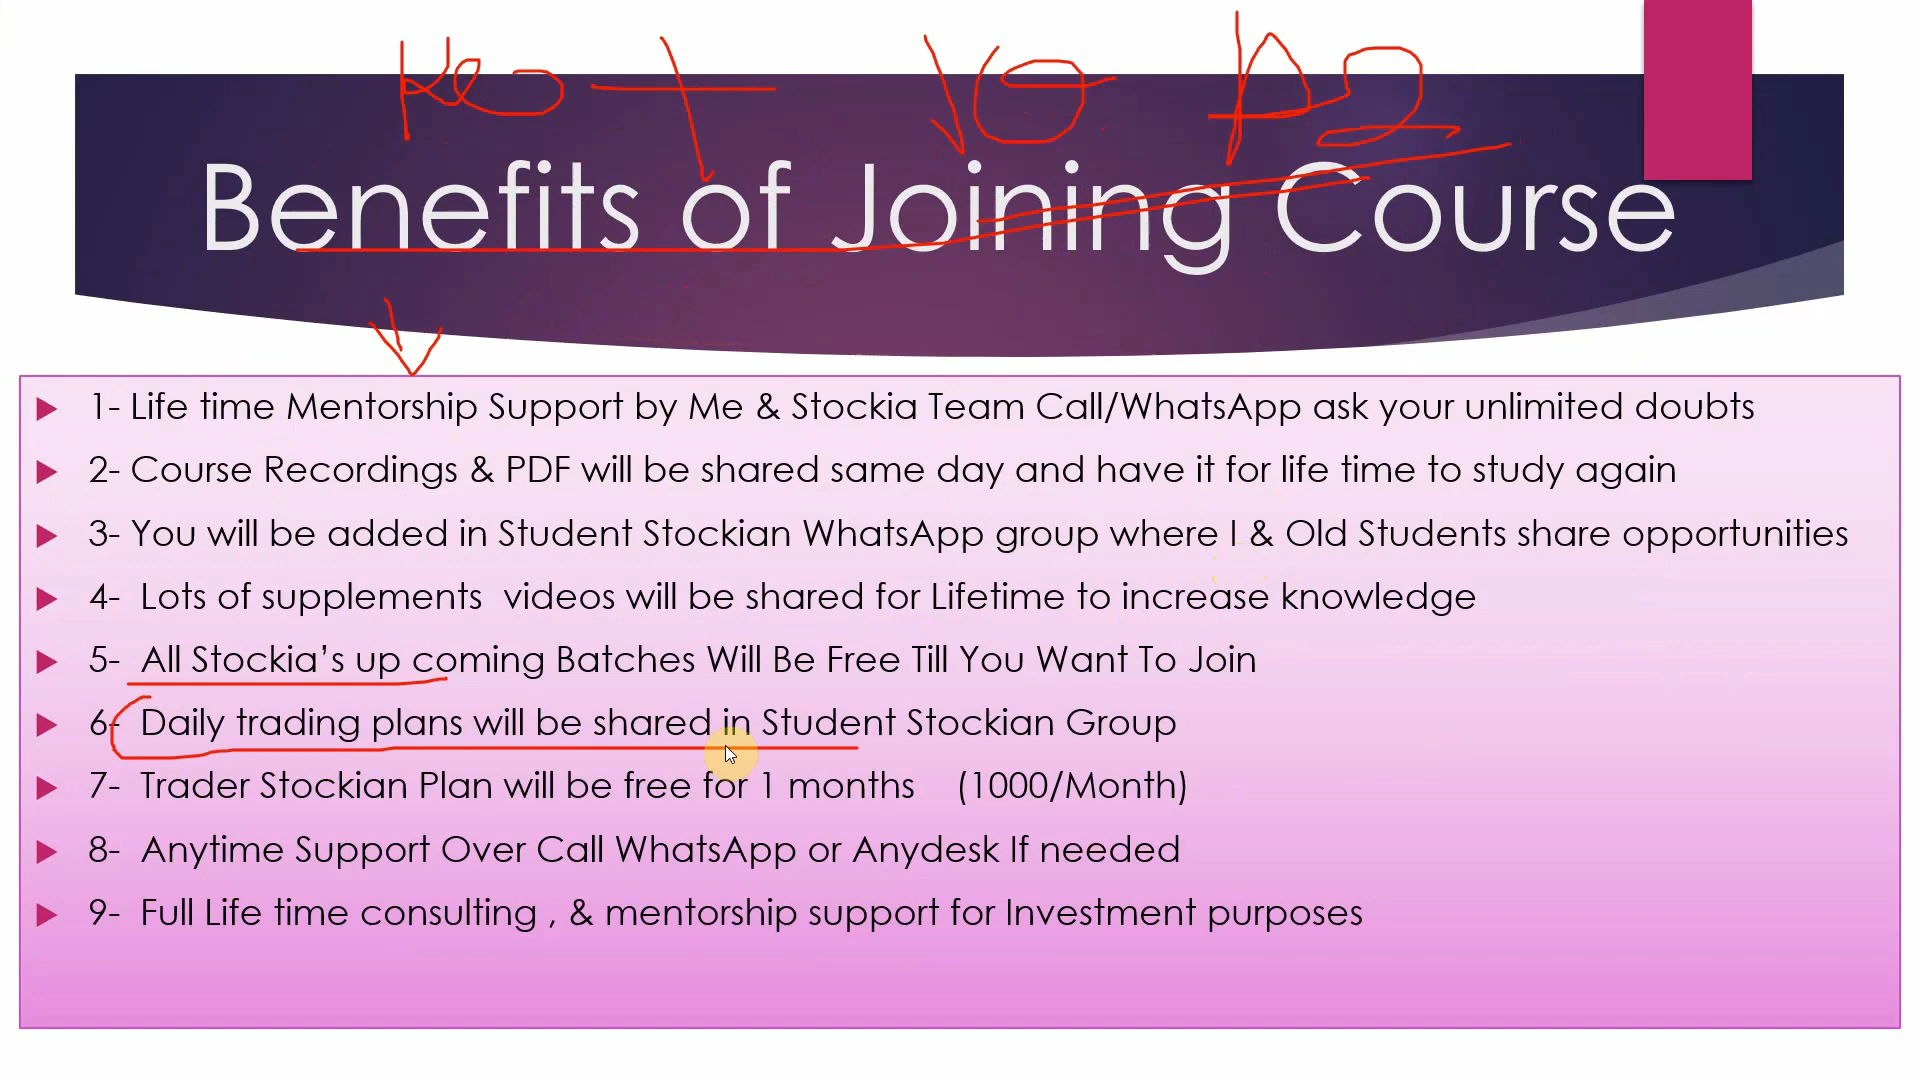 Benefits of Joining Course
1- Life time Mentorship Support by Me & Stockia Team Call/WhatsApp ask your unlimited doubts
2- Course Recordings & PDF will be shared same day and have it for life time to study again
3- You will be added in Student Stockian WhatsApp group where I & Old Students share opportunities
4- Lots of supplements videos will be shared for Lifetime to increase knowledge
5- All Stockia’s up coming Batches Will Be Free Till You Want To Join
6- Daily trading plans will be shared in Student Stockian Group
7- Trader Stockian Plan will be free for 1 months (1000/Month)
8- Anytime Support Over Call WhatsApp or Anydesk If needed
9- Full Life time consulting , & mentorship support for Investment purposes